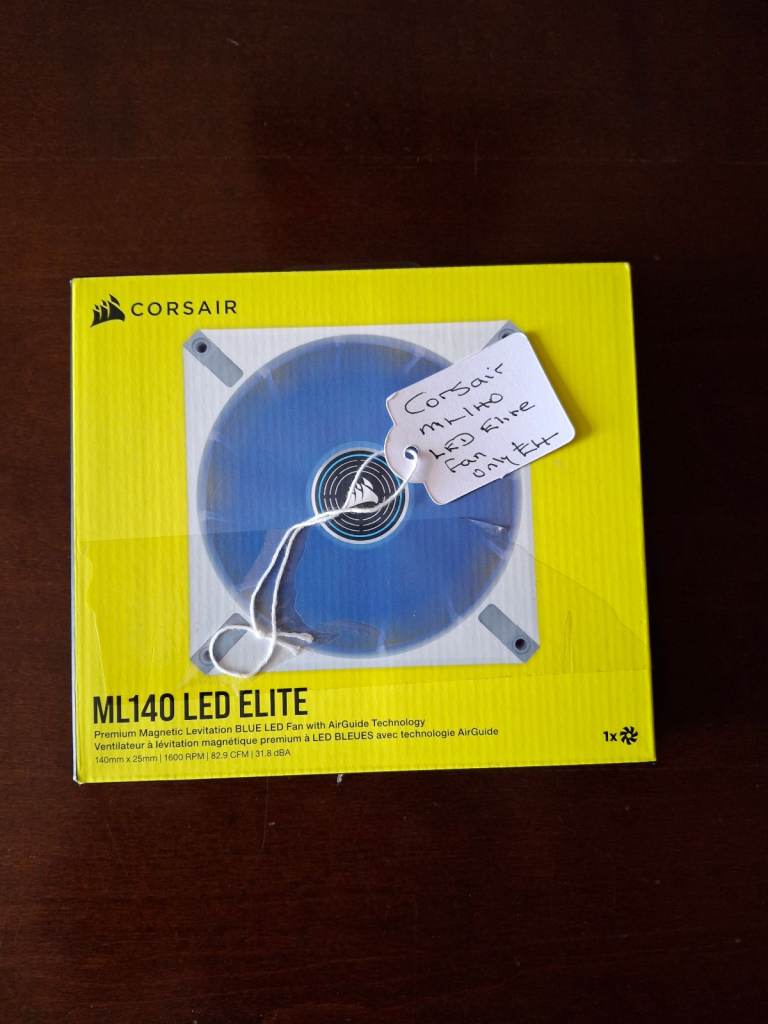 CORSAIR
Corsair
ML140
LED Elite
Fan
only £4
ML140 LED ELITE
Premium Magnetic Levitation BLUE LED Fan with AirGuide Technology
Ventilateur à lévitation magnétique premium à LED BLEUES avec technologie AirGuide
140mm x 25mm | 1600 RPM | 82.9 CFM | 31.8 dBA
1x